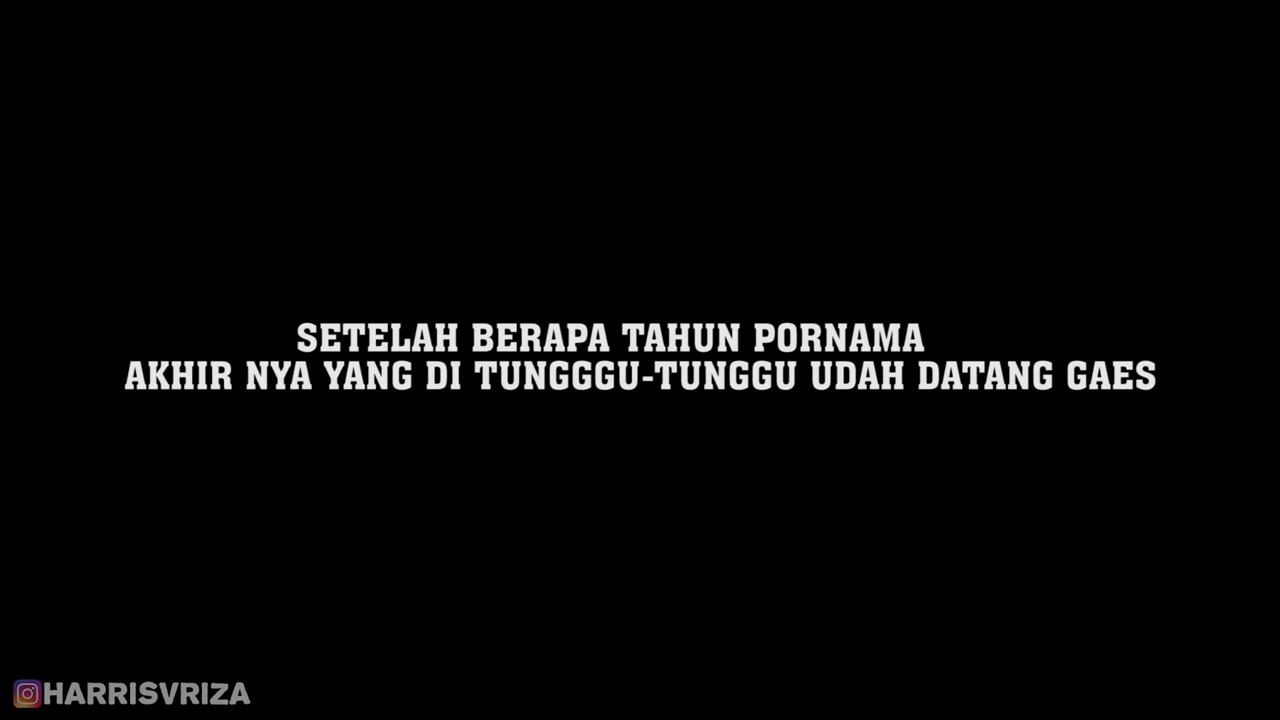 SETELAH BERAPA TAHUN PORNAMA
AKHIR NYA YANG DI TUNGGGU-TUNGGU UDAH DATANG GAES
HARRISVRIZA